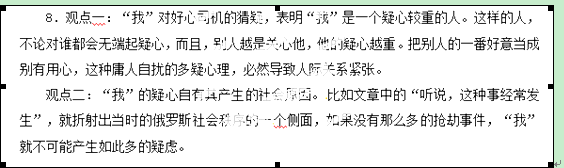 8. 观点一：“我”对好心司机的猜疑，表明“我”是一个疑心较重的人。这样的人，
不论对谁都会无端起疑心，而且，别人越是关心他，他的疑心越重。把别人的一番好意当成
别有用心，这种庸人自扰的多疑心理，必然导致人际关系紧张。
观点二：“我”的疑心自有其产生的社会原因。比如文章中的“听说，这种事经常发
生”，就折射出当时的俄罗斯社会秩序的一个侧面，如果没有那么多的抢劫事件，“我”
就不可能产生如此多的疑虑。